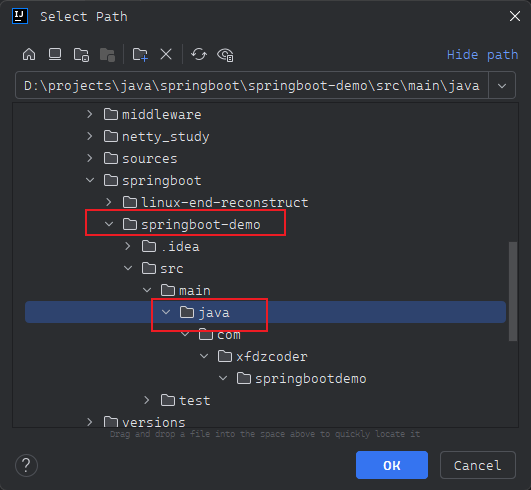 IJ Select Path
Hide path
D:\projects\java\springboot\springboot-demo\src\main\java
middleware
netty_study
sources
springboot
linux-end-reconstruct
springboot-demo
.idea
src
main
java
com
xfdzcoder
springbootdemo
test
versions
Drag and drop a file into the space above to quickly locate it
? OK Cancel